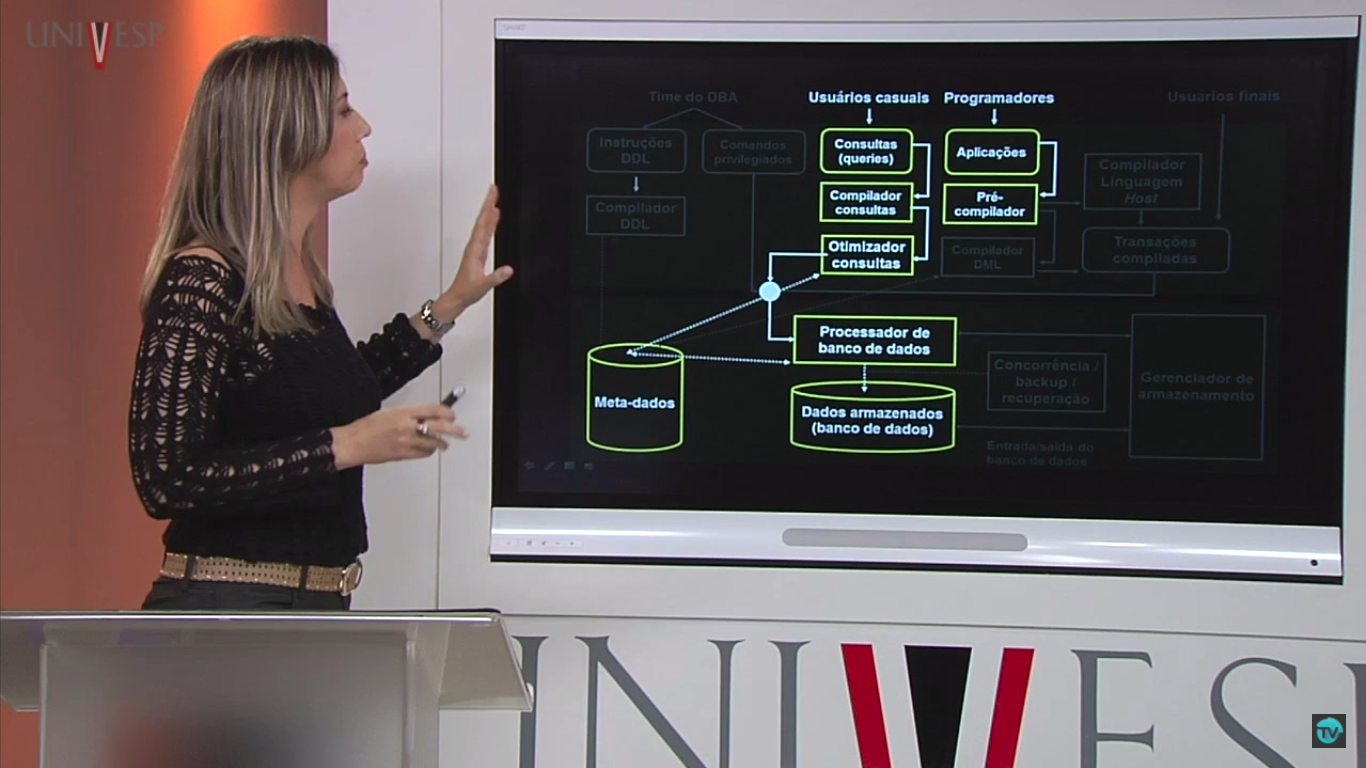 UNIVESP
SMART
Time do DBA
Usuários casuais
Programadores
Usuários finais
Instruções
DDL
Comandos
privilegiados
Consultas
(queries)
Aplicações
Compilador
Linguagem
Host
Compilador
DDL
Compilador
consultas
Pré-
compilador
Otimizador
consultas
Compilador
DML
Transações
compiladas
Processador de
banco de dados
Concorrência /
backup /
recuperação
Gerenciador de
armazenamento
Meta-dados
Dados armazenados
(banco de dados)
Entrada/saída do
banco de dados
UNIVESP
TV